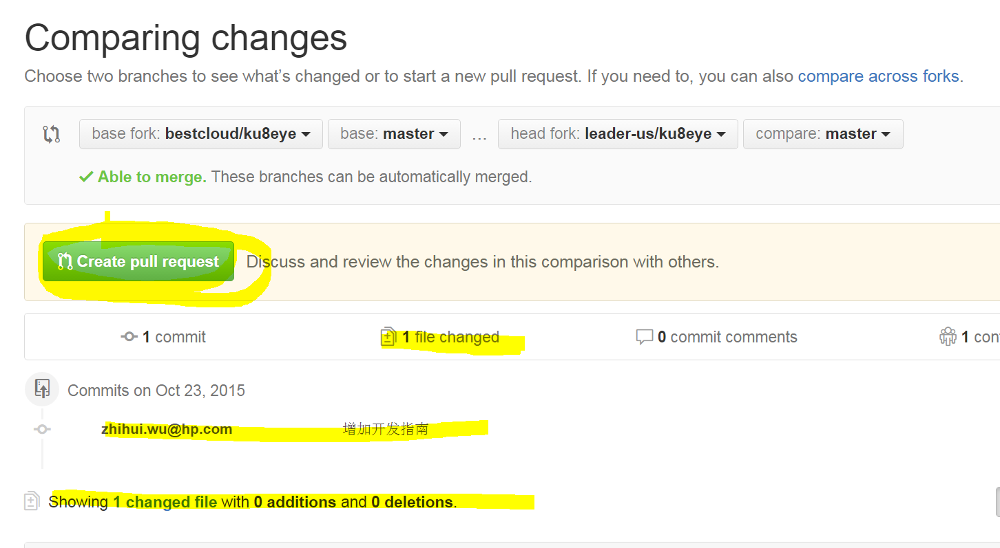 Comparing changes
Choose two branches to see what’s changed or to start a new pull request. If you need to, you can also compare across forks.
base fork: bestcloud/ku8eye base: master ... head fork: leader-us/ku8eye compare: master
Able to merge. These branches can be automatically merged.
Create pull request Discuss and review the changes in this comparison with others.
1 commit 1 file changed 0 commit comments 1
Commits on Oct 23, 2015
zhihui.wu@hp.com 增加开发指南
Showing 1 changed file with 0 additions and 0 deletions.